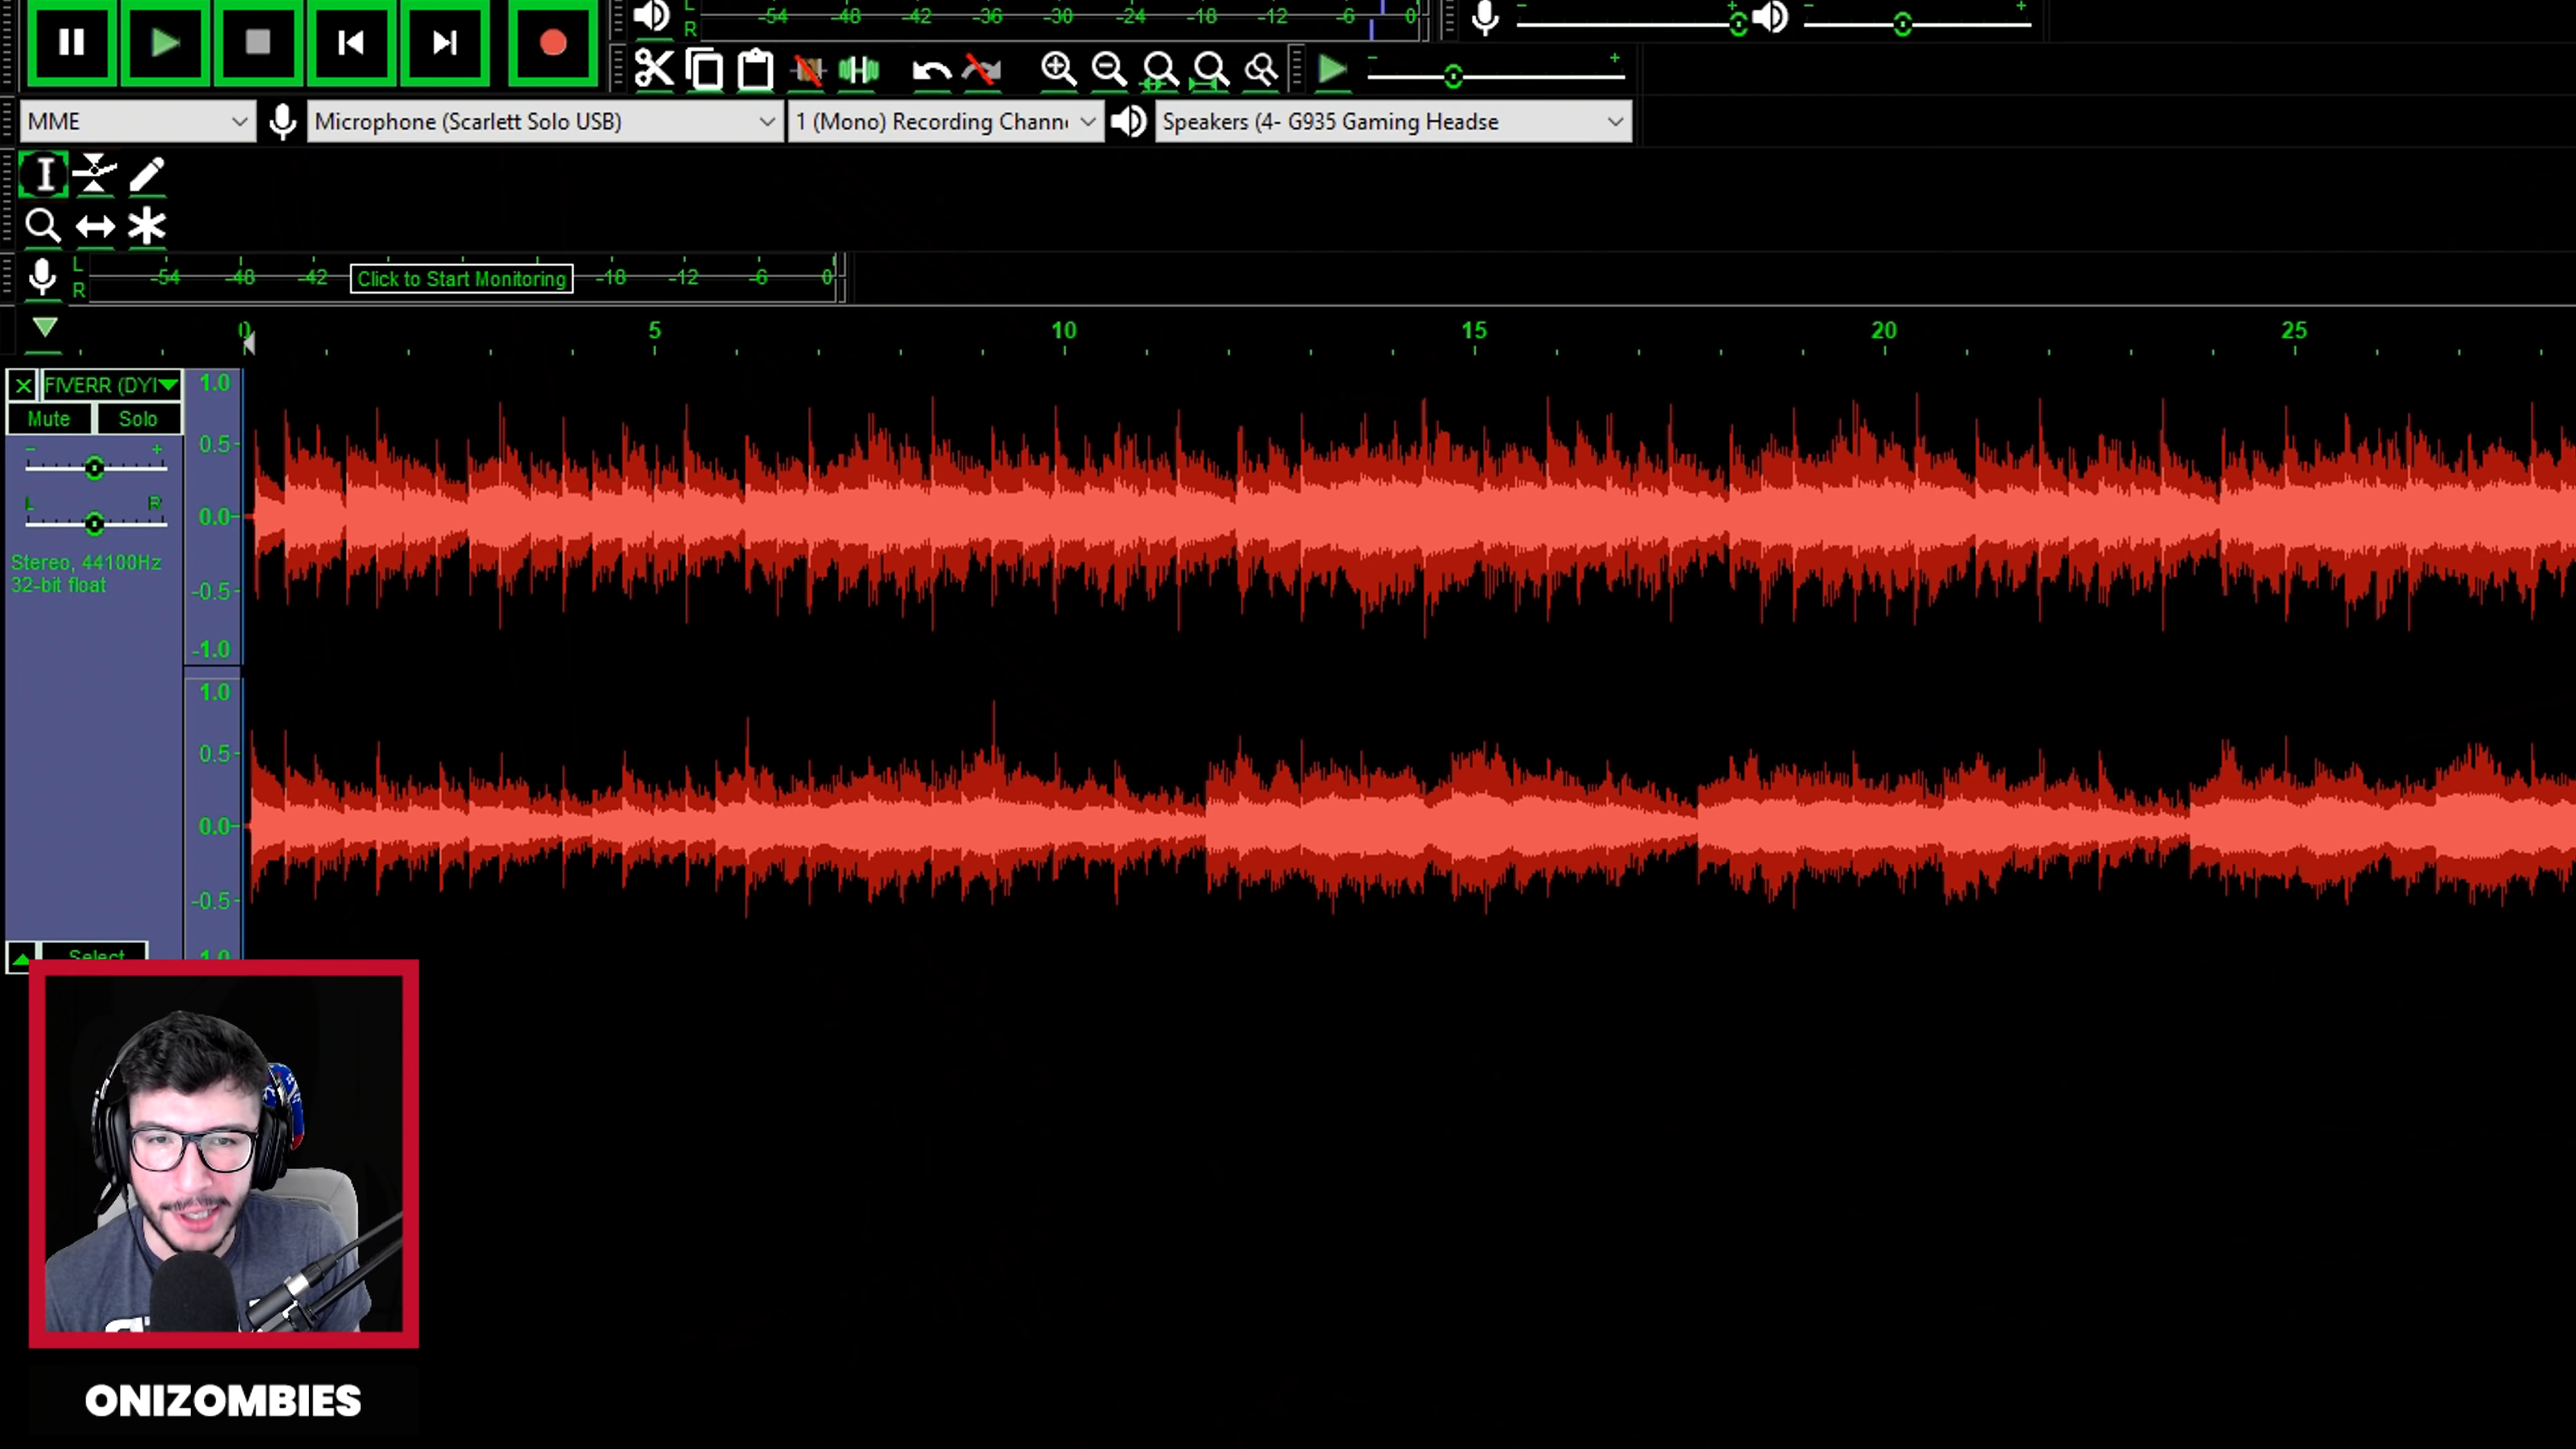 L
R
-54 -48 -42 -36 -30 -24 -18 -12 -6 0
MME
Microphone (Scarlett Solo USB)
1 (Mono) Recording Chann
Speakers (4- G935 Gaming Headse
L
R
-54 -48 -42 Click to Start Monitoring -18 -12 -6 0
0 5 10 15 20 25
FIVERR (DYI
Mute Solo
- +
L R
Stereo, 44100Hz
32-bit float
1.0
0.5
0.0
-0.5
-1.0
1.0
0.5
0.0
-0.5
Select
ONIZOMBIES